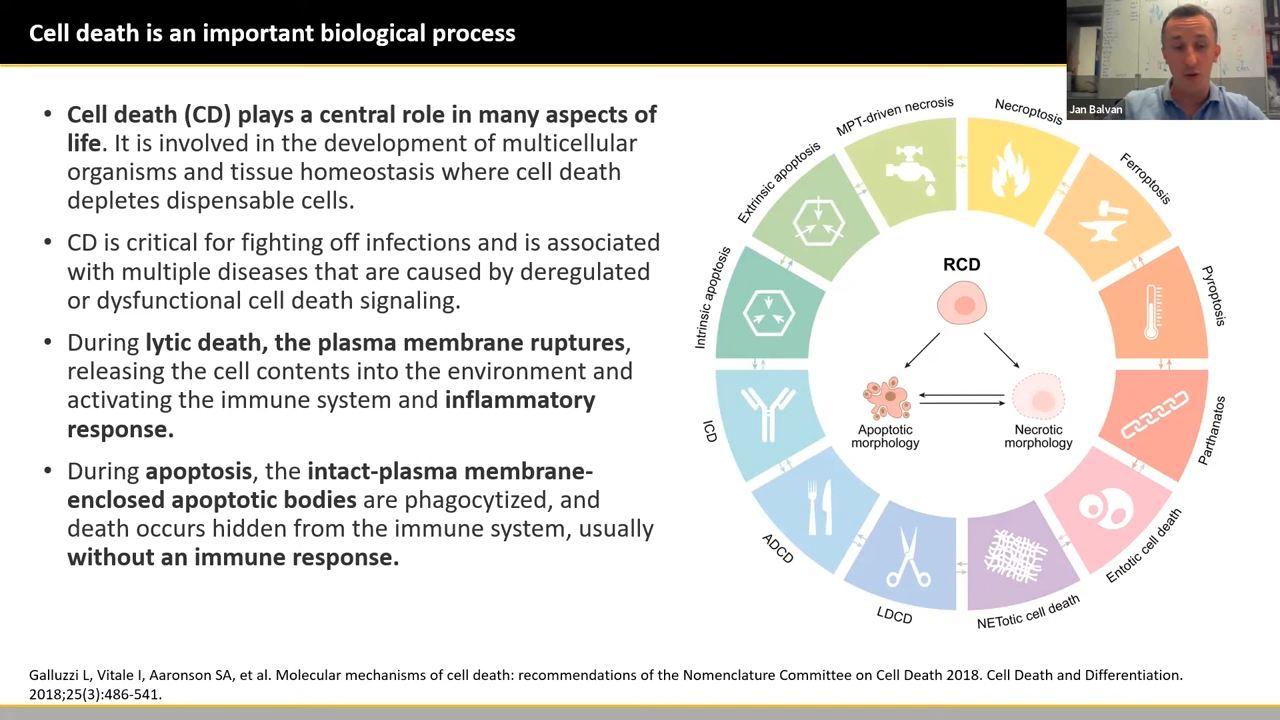 Cell death is an important biological process
Jan Balvan
• Cell death (CD) plays a central role in many aspects of
life. It is involved in the development of multicellular
organisms and tissue homeostasis where cell death
depletes dispensable cells.
• CD is critical for fighting off infections and is associated
with multiple diseases that are caused by deregulated
or dysfunctional cell death signaling.
• During lytic death, the plasma membrane ruptures,
releasing the cell contents into the environment and
activating the immune system and inflammatory
response.
• During apoptosis, the intact-plasma membrane-
enclosed apoptotic bodies are phagocytized, and
death occurs hidden from the immune system, usually
without an immune response.
MPT-driven necrosis
Necroptosis
Ferroptosis
Pyroptosis
Parthanatos
Entotic cell death
NETotic cell death
LDCD
ADCD
ICD
Intrinsic apoptosis
Extrinsic apoptosis
RCD
Apoptotic
morphology
Necrotic
morphology
Galluzzi L, Vitale I, Aaronson SA, et al. Molecular mechanisms of cell death: recommendations of the Nomenclature Committee on Cell Death 2018. Cell Death and Differentiation.
2018;25(3):486-541.